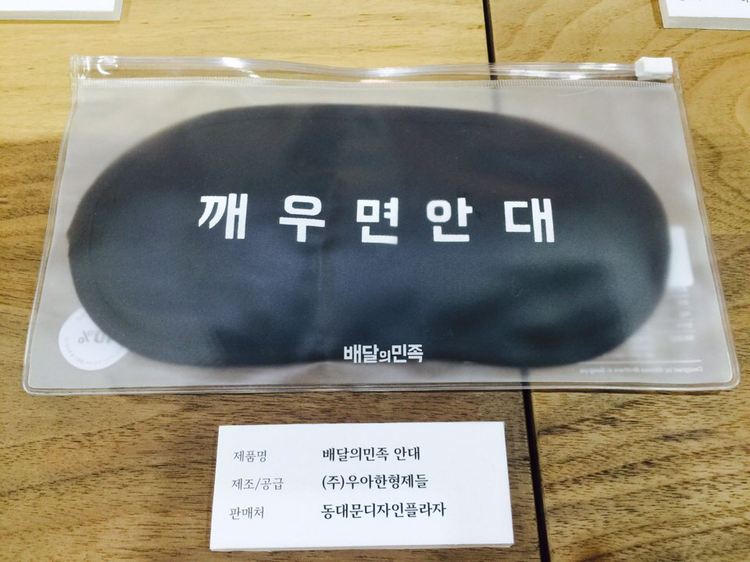 깨우면안대
배달의민족
제품명 배달의민족 안대
제조/공급 (주)우아한형제들
판매처 동대문디자인플라자